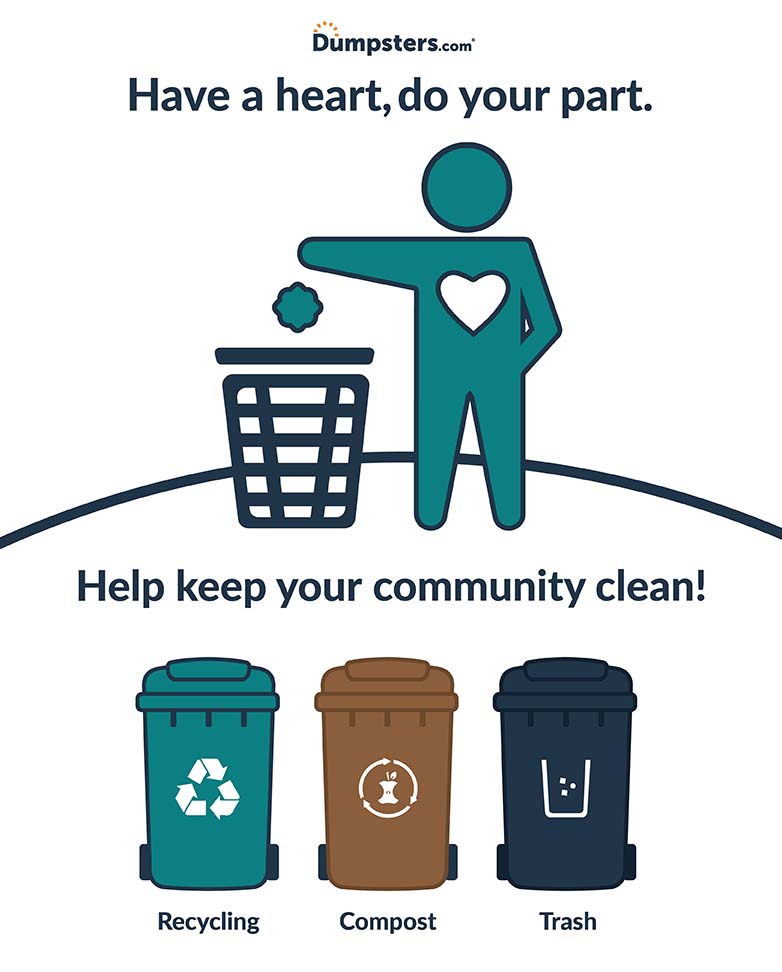 Dumpsters.com®
Have a heart, do your part.
Help keep your community clean!
Recycling
Compost
Trash